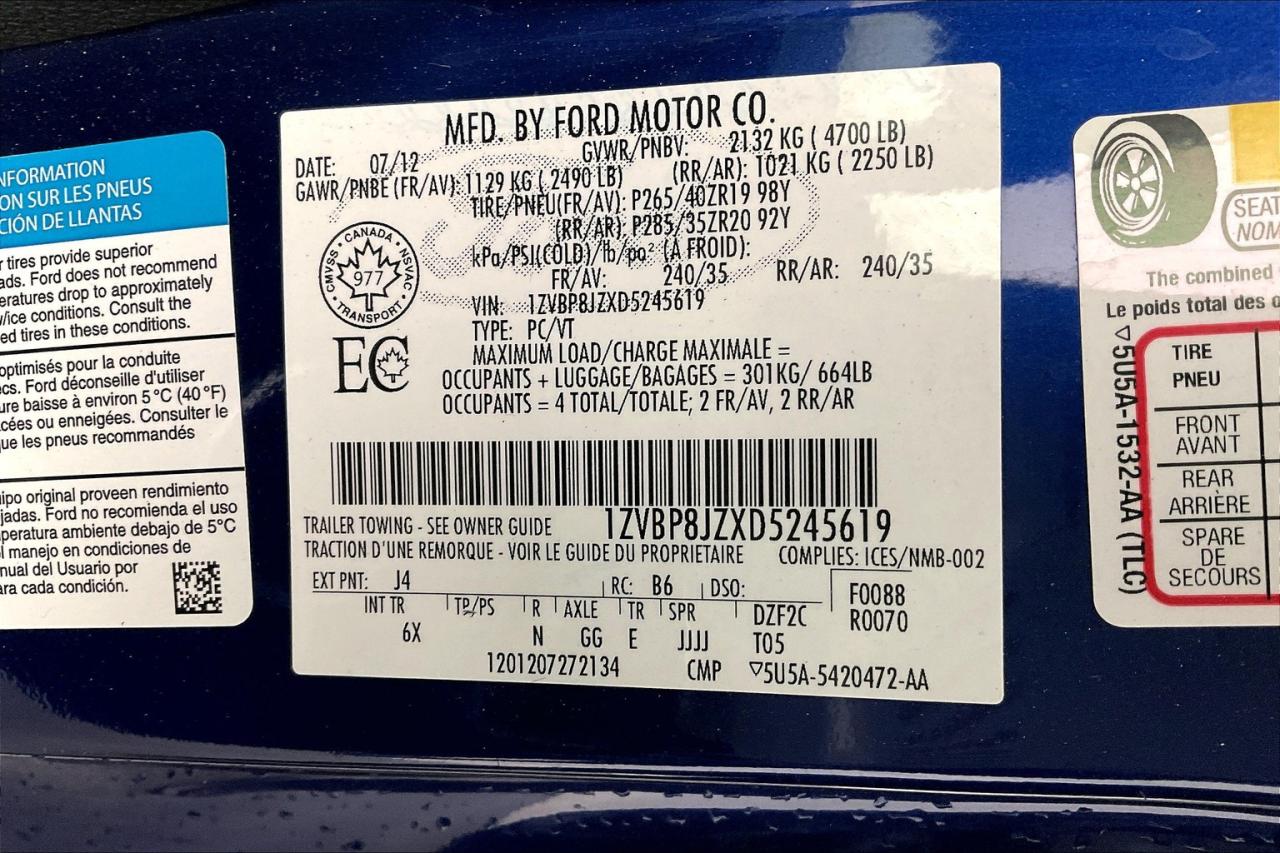 NFORMATION
ON SUR LES PNEUS
CIÓN DE LLANTAS
r tires provide superior
ads. Ford does not recommend
eratures drop to approximately
w/ice conditions. Consult the
ed tires in these conditions.
optimisés pour la conduite
ecs. Ford déconseille d'utiliser
ure baisse à environ 5°C (40°F)
cées ou enneigées. Consulter le
que les pneus recommandés
ipo original proveen rendimiento
jadas. Ford no recomienda el uso
peratura ambiente debajo de 5°C
l manejo en condiciones de
nual del Usuario por
ara cada condición.
MFD. BY FORD MOTOR CO.
DATE: 07/12 GVWR/PNBV: 2132 KG ( 4700 LB)
GAWR/PNBE (FR/AV): 1129 KG ( 2490 LB) (RR/AR): 1021 KG ( 2250 LB)
TIRE/PNEU(FR/AV): P265/40ZR19 98Y
(RR/AR): P285/35ZR20 92Y
kPa/PSI(COLD)/lb/po² (A FROID):
FR/AV: 240/35 RR/AR: 240/35
VIN: 1ZVBP8JZXD5245619
TYPE: PC/VT
CANADA
CMVSS NSVAC
977
TRANSPORT
EC
MAXIMUM LOAD/CHARGE MAXIMALE =
OCCUPANTS + LUGGAGE/BAGAGES = 301KG/ 664LB
OCCUPANTS = 4 TOTAL/TOTALE; 2 FR/AV, 2 RR/AR
TRAILER TOWING - SEE OWNER GUIDE 1ZVBP8JZXD5245619
TRACTION D'UNE REMORQUE - VOIR LE GUIDE DU PROPRIETAIRE COMPLIES: ICES/NMB-002
EXT PNT: J4 RC: B6 DSO: F0088
INT TR TP/PS R AXLE TR SPR DZF2C R0070
6X N GG E JJJJ T05
1201207272134 CMP ▽5U5A-5420472-AA
SEAT
NOM
The combined
Le poids total des o
▽5U5A-1532-AA (TLC)
TIRE
PNEU
FRONT
AVANT
REAR
ARRIÈRE
SPARE
DE
SECOURS